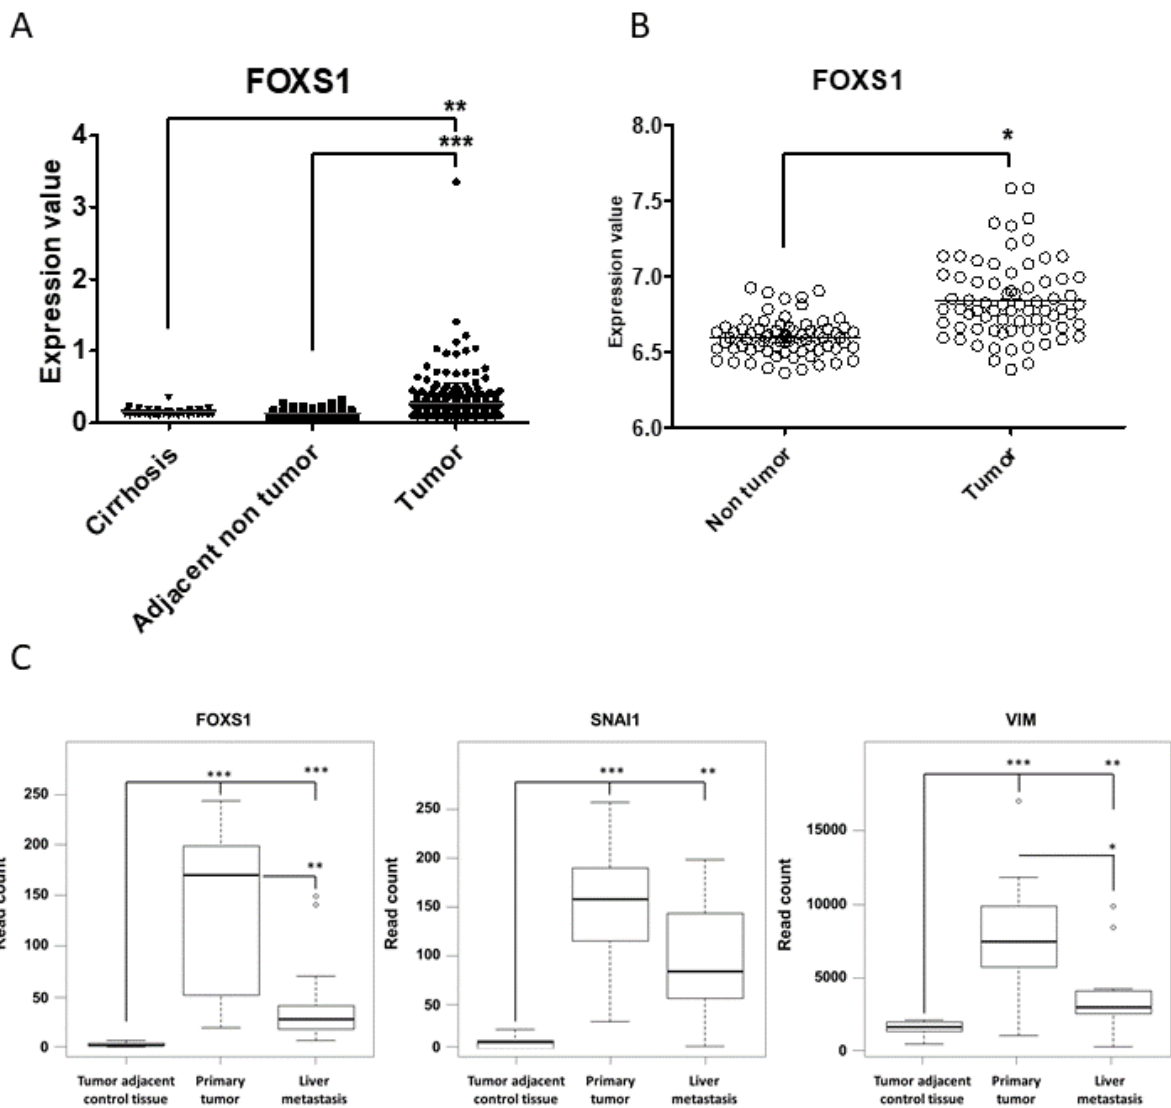 A
B
FOXS1
**
***
4
3
2
1
0
Expression value
Cirrhosis
Adjacent non tumor
Tumor
FOXS1
*
8.0
7.5
7.0
6.5
6.0
Expression value
Non tumor
Tumor
C
FOXS1
***
***
**
250
200
150
100
50
0
Read count
Tumor adjacent
control tissue
Primary
tumor
Liver
metastasis
SNAI1
***
**
250
200
150
100
50
0
Read count
Tumor adjacent
control tissue
Primary
tumor
Liver
metastasis
VIM
***
**
*
15000
10000
5000
0
Read count
Tumor adjacent
control tissue
Primary
tumor
Liver
metastasis